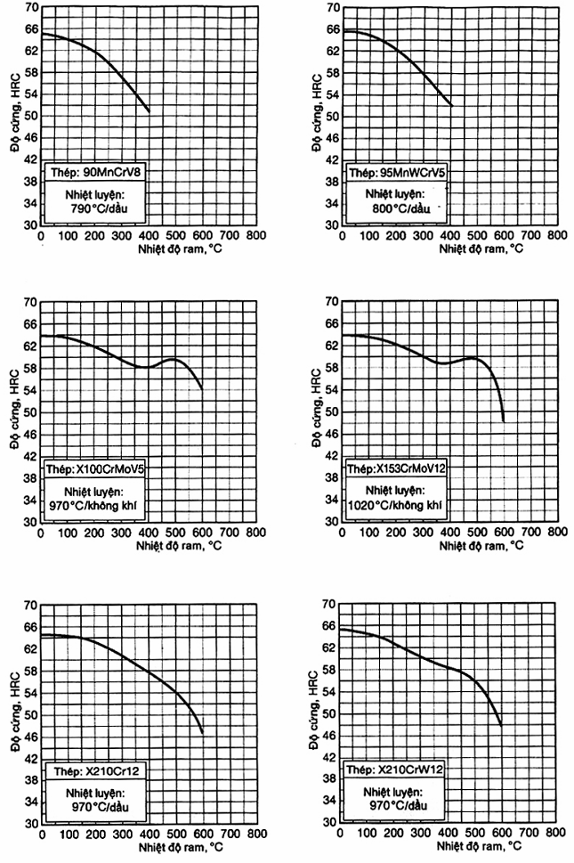 Độ cứng, HRC
70
66
62
58
54
50
46
42
38
34
30
Thép: 90MnCrV8
Nhiệt luyện:
790°C/dầu
0 100 200 300 400 500 600 700 800
Nhiệt độ ram, °C
Độ cứng, HRC
70
66
62
58
54
50
46
42
38
34
30
Thép: 95MnWCrV5
Nhiệt luyện:
800°C/dầu
0 100 200 300 400 500 600 700 800
Nhiệt độ ram, °C
Độ cứng, HRC
70
66
62
58
54
50
46
42
38
34
30
Thép: X100CrMoV5
Nhiệt luyện:
970°C/không khí
0 100 200 300 400 500 600 700 800
Nhiệt độ ram, °C
Độ cứng, HRC
70
66
62
58
54
50
46
42
38
34
30
Thép: X153CrMoV12
Nhiệt luyện:
1020°C/không khí
0 100 200 300 400 500 600 700 800
Nhiệt độ ram, °C
Độ cứng, HRC
70
66
62
58
54
50
46
42
38
34
30
Thép: X210Cr12
Nhiệt luyện:
970°C/dầu
0 100 200 300 400 500 600 700 800
Nhiệt độ ram, °C
Độ cứng, HRC
70
66
62
58
54
50
46
42
38
34
30
Thép: X210CrW12
Nhiệt luyện:
970°C/dầu
0 100 200 300 400 500 600 700 800
Nhiệt độ ram, °C